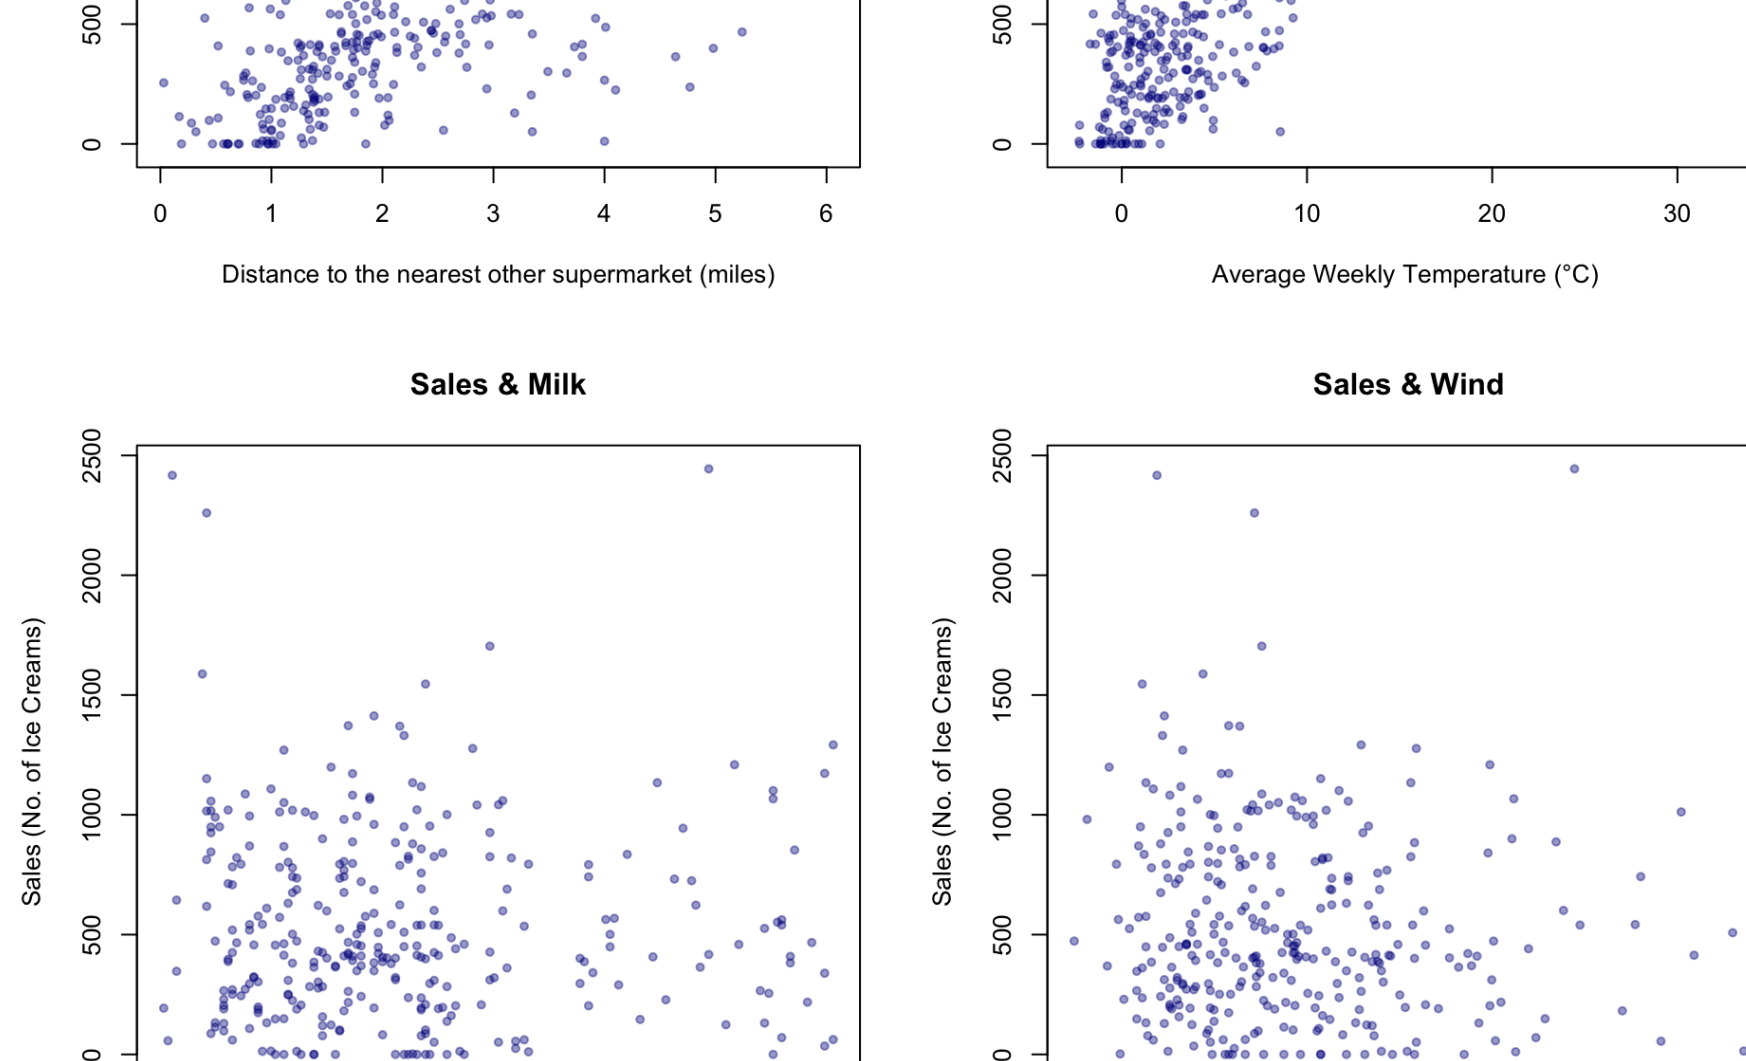 500
0
0 1 2 3 4 5 6
Distance to the nearest other supermarket (miles)
500
0
0 10 20 30
Average Weekly Temperature (°C)
Sales & Milk
Sales (No. of Ice Creams)
2500
2000
1500
1000
500
0
Sales & Wind
Sales (No. of Ice Creams)
2500
2000
1500
1000
500
0